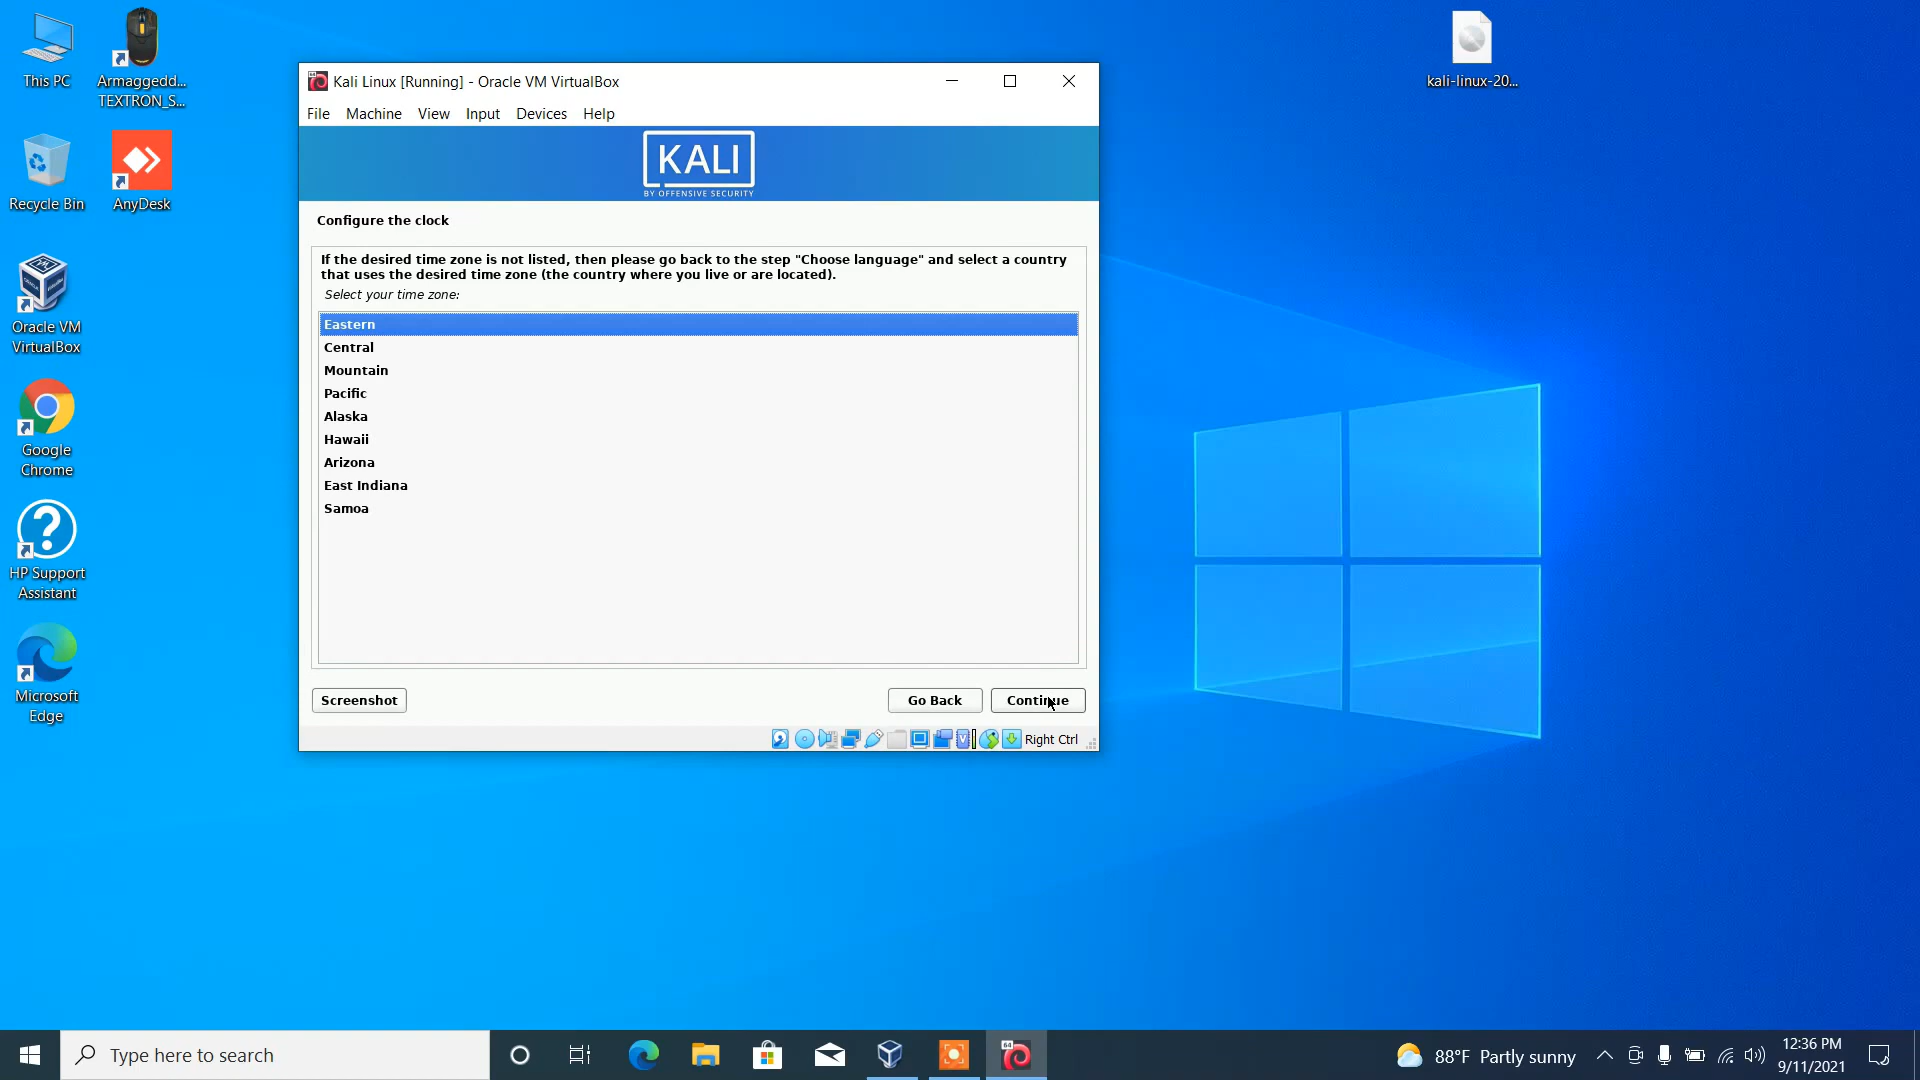 This PC
Armaggedd...
TEXTRON_S...
Recycle Bin
AnyDesk
Oracle VM
VirtualBox
Google
Chrome
HP Support
Assistant
Microsoft
Edge
kali-linux-20...
Kali Linux [Running] - Oracle VM VirtualBox
File Machine View Input Devices Help
KALI
BY OFFENSIVE SECURITY
Configure the clock
If the desired time zone is not listed, then please go back to the step "Choose language" and select a country
that uses the desired time zone (the country where you live or are located).
Select your time zone:
Eastern
Central
Mountain
Pacific
Alaska
Hawaii
Arizona
East Indiana
Samoa
Screenshot
Go Back
Continue
Right Ctrl
Type here to search
64
88°F Partly sunny
12:36 PM
9/11/2021